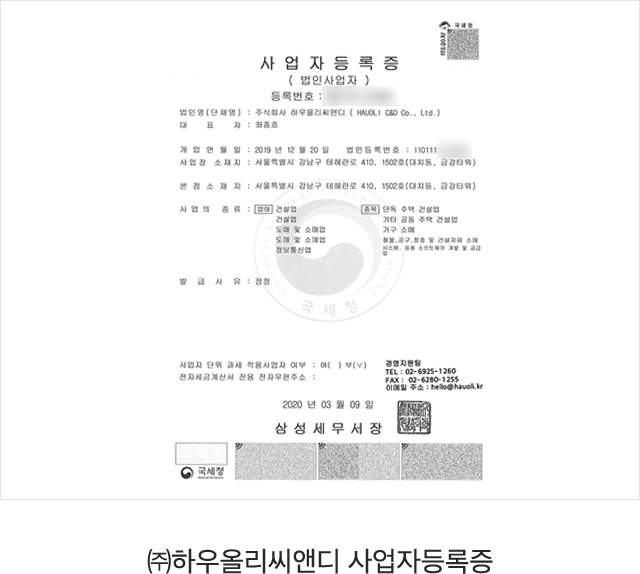 국세청
nts.go.kr
사업자등록증
( 법인사업자 )
등록번호 :
법인명(단체명) : 주식회사 하우올리씨앤디 ( HAUOLI C&D Co., Ltd.)
대 표 자 : 좌종호
개 업 연 월 일 : 2019 년 12 월 20 일 법인등록번호 : 110111
사업장 소재지 : 서울특별시 강남구 테헤란로 410, 1502호(대치동, 금강타워)
본 점 소 재 지 : 서울특별시 강남구 테헤란로 410, 1502호(대치동, 금강타워)
사 업 의 종 류 : 업태 건설업 종목 단독 주택 건설업
건설업 기타 공동 주택 건설업
도매 및 소매업 가구 소매
도매 및 소매업 철물,공구,창호 및 건설자재 소매
정보통신업 시스템, 응용 소프트웨어 개발 및 공급업
국세청
발 급 사 유 : 정정
사업자 단위 과세 적용사업자 여부 : 여( ) 부(∨)
전자세금계산서 전용 전자우편주소 :
경영지원팀
TEL : 02-6925-1260
FAX : 02-6280-1255
이메일 주소 : hello@hauoli.kr
2020 년 03 월 09 일
삼성세무서장
국세청
국세청
National Tax Service
㈜하우올리씨앤디 사업자등록증